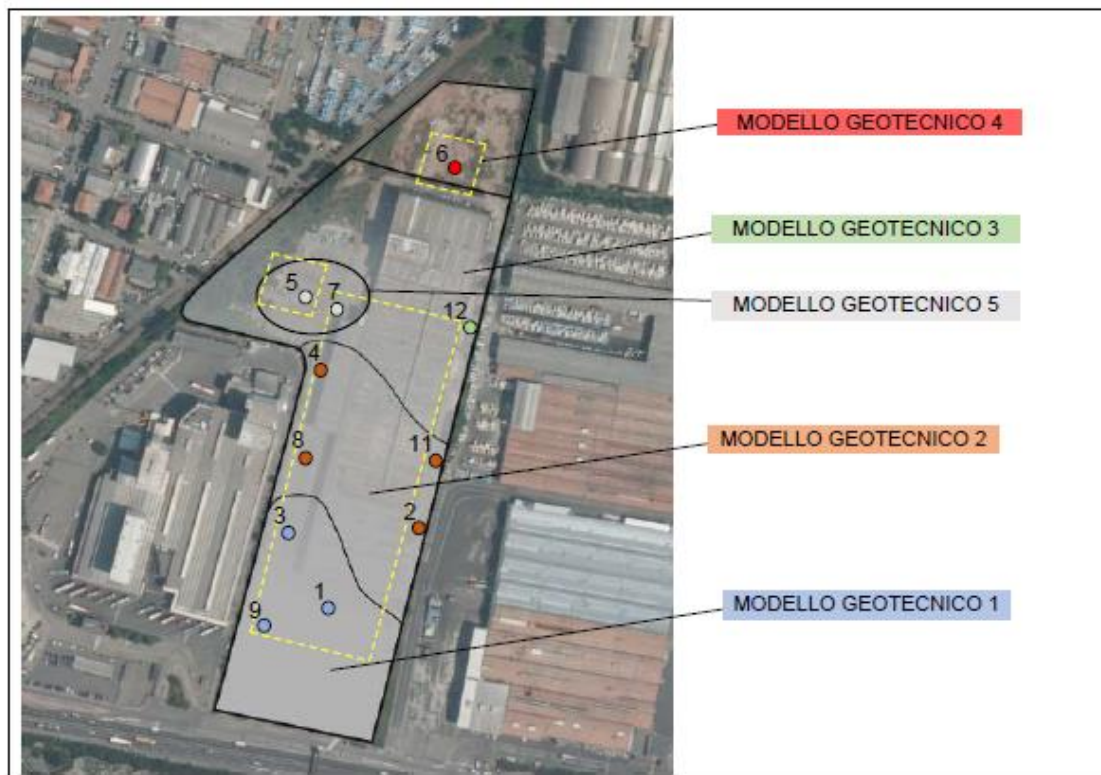 MODELLO GEOTECNICO 4
6
MODELLO GEOTECNICO 3
5
7
MODELLO GEOTECNICO 5
12
4
8
11
MODELLO GEOTECNICO 2
3
2
1
MODELLO GEOTECNICO 1
9